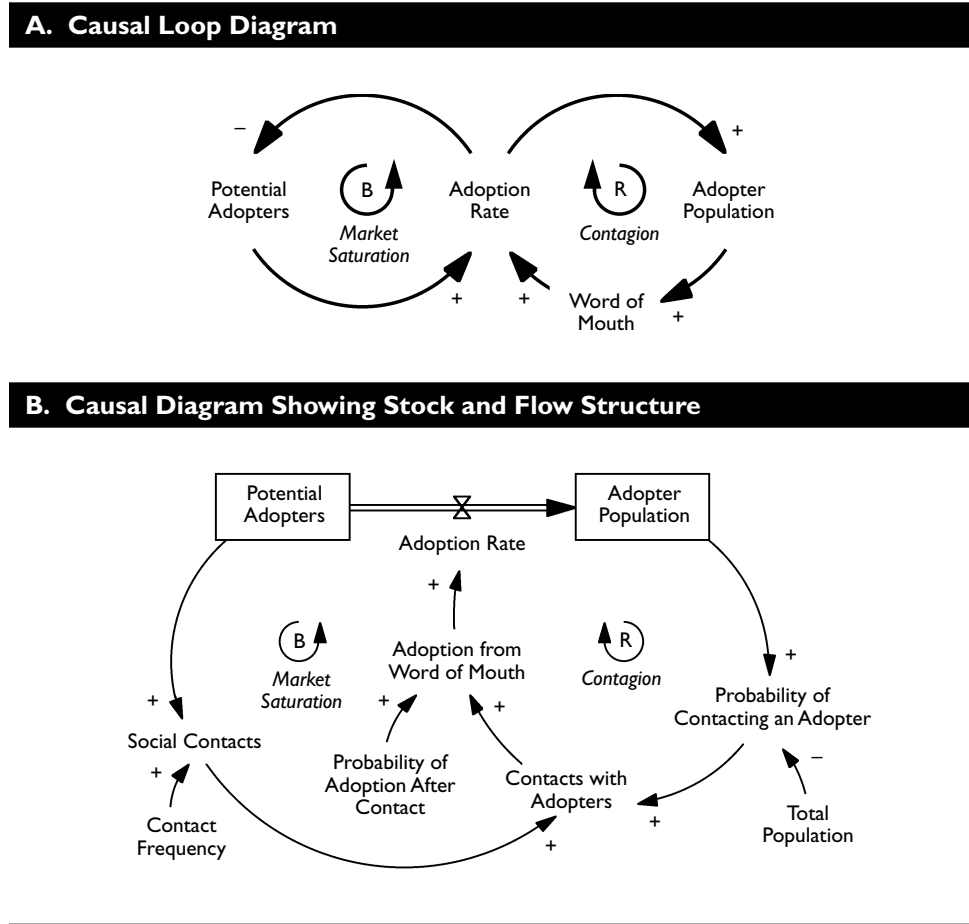 A. Causal Loop Diagram
–
+
Potential
Adopters
B
Market
Saturation
Adoption
Rate
R
Contagion
Adopter
Population
+
+
Word of
Mouth
+
B. Causal Diagram Showing Stock and Flow Structure
Potential
Adopters
Adopter
Population
Adoption Rate
+
B
Market
Saturation
Adoption from
Word of Mouth
R
Contagion
+
Probability of
Contacting an Adopter
+
+
+
Social Contacts
+
Probability of
Adoption After
Contact
Contacts with
Adopters
–
+
Contact
Frequency
+
Total
Population